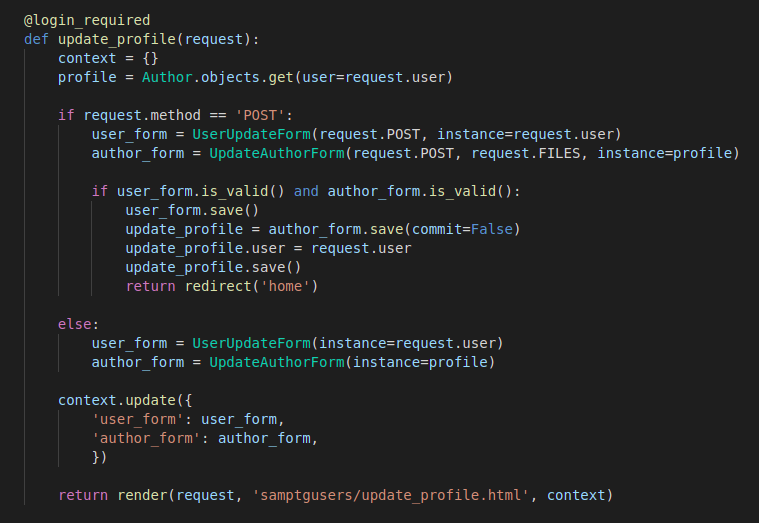 @login_required
def update_profile(request):
    context = {}
    profile = Author.objects.get(user=request.user)

    if request.method == 'POST':
        user_form = UserUpdateForm(request.POST, instance=request.user)
        author_form = UpdateAuthorForm(request.POST, request.FILES, instance=profile)

        if user_form.is_valid() and author_form.is_valid():
            user_form.save()
            update_profile = author_form.save(commit=False)
            update_profile.user = request.user
            update_profile.save()
            return redirect('home')

    else:
        user_form = UserUpdateForm(instance=request.user)
        author_form = UpdateAuthorForm(instance=profile)

    context.update({
        'user_form': user_form,
        'author_form': author_form,
        })

    return render(request, 'samptgusers/update_profile.html', context)